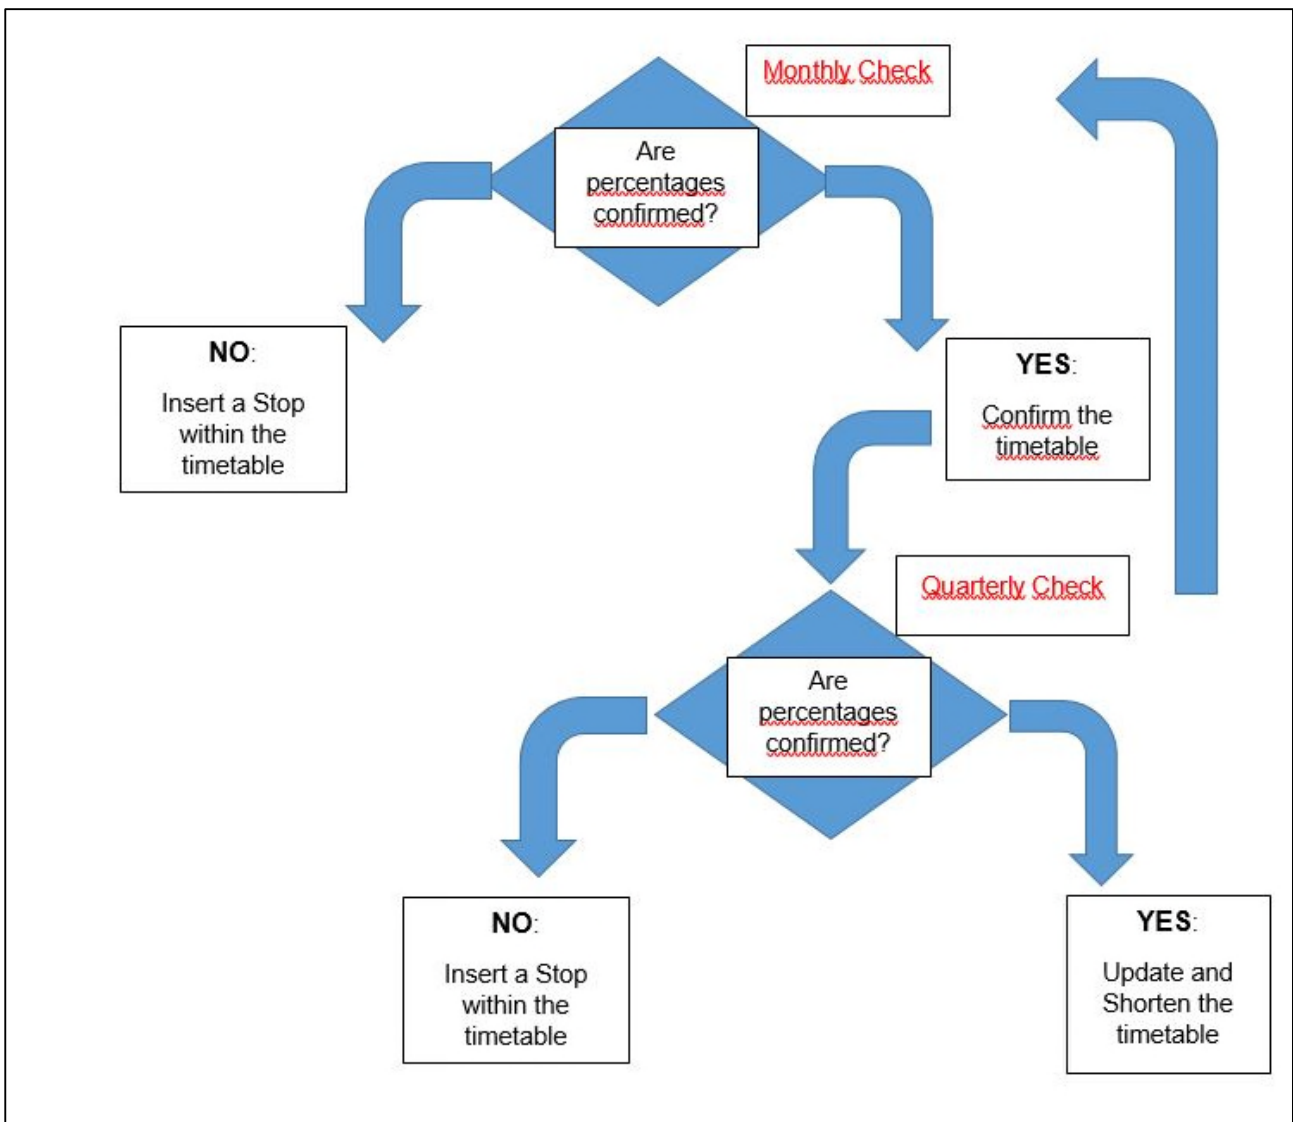 Monthly Check
Are
percentages
confirmed?
NO:
Insert a Stop
within the
timetable
YES:
Confirm the
timetable
Quarterly Check
Are
percentages
confirmed?
NO:
Insert a Stop
within the
timetable
YES:
Update and
Shorten the
timetable